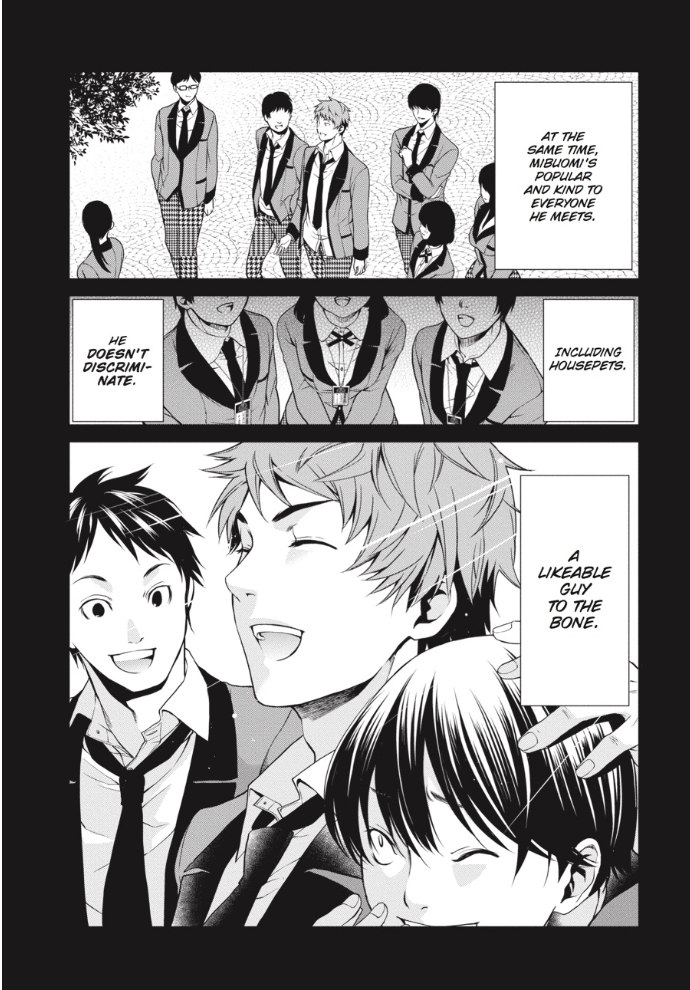 AT THE
SAME TIME,
MIBUOMI'S
POPULAR
AND KIND TO
EVERYONE
HE MEETS.
INCLUDING
HOUSEPETS.
HE
DOESN'T
DISCRIMI-
NATE.
A
LIKEABLE
GUY
TO THE
BONE.